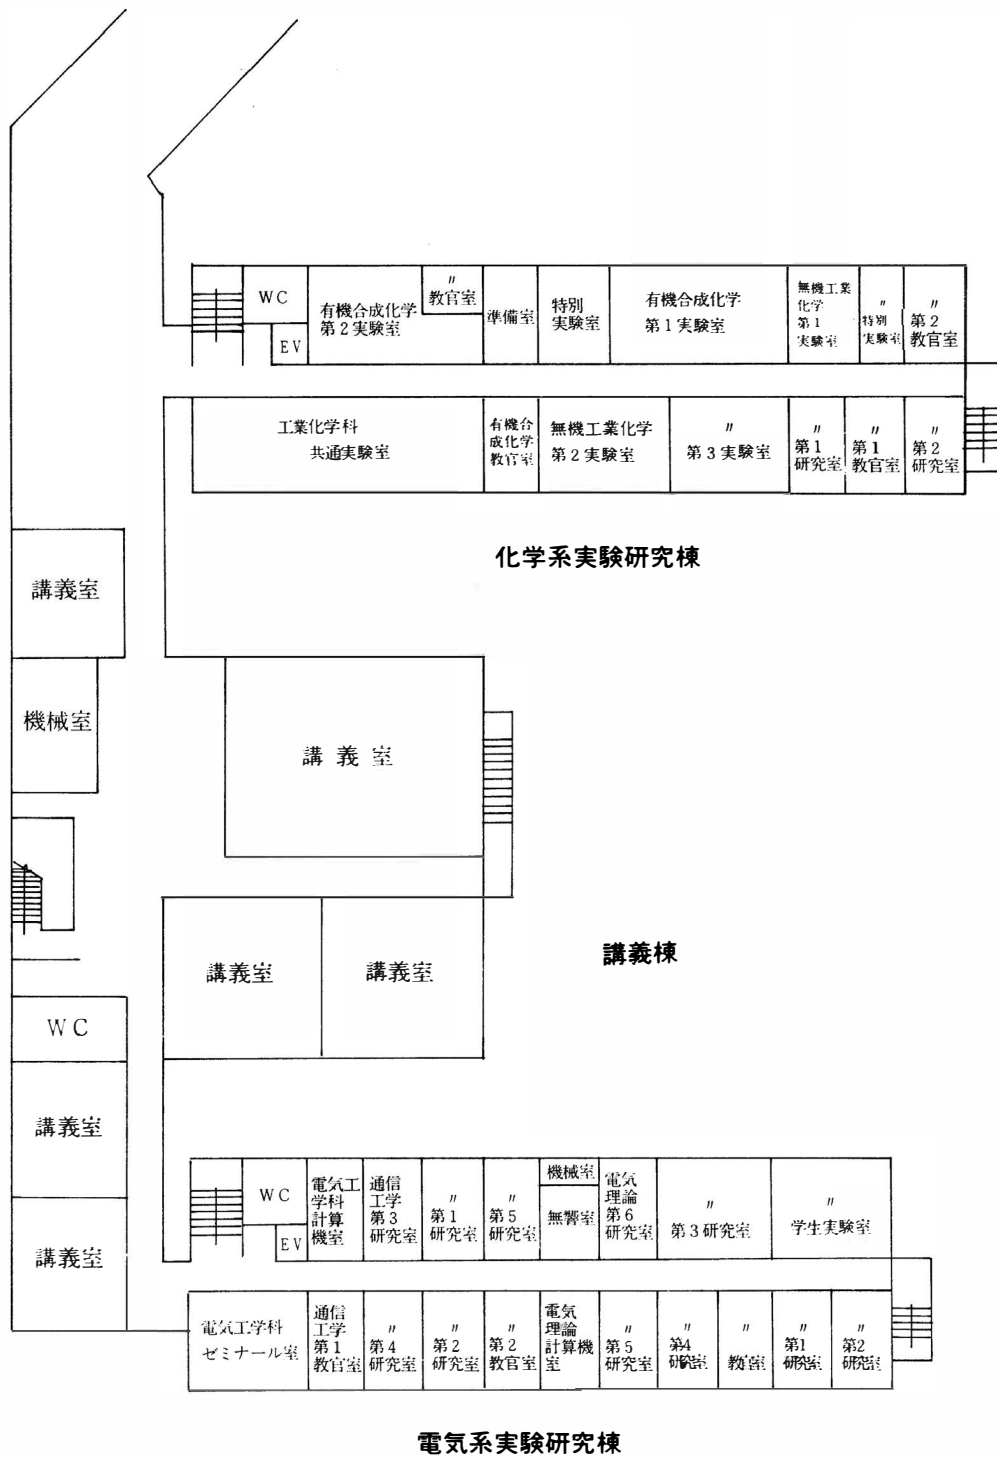 WC
EV
有機合成化学
第2実験室
〃
教官室
準備室
特別
実験室
有機合成化学
第1実験室
無機工業
化学
第1
実験室
〃
特別
実験室
〃
第2
教官室
工業化学科
共通実験室
有機合
成化学
教官室
無機工業化学
第2実験室
〃
第3実験室
〃
第1
研究室
〃
第1
教官室
〃
第2
研究室
化学系実験研究棟
講義室
機械室
講義室
講義室
講義室
講義棟
WC
講義室
講義室
WC
EV
電気工
学科
計算
機室
通信
工学
第3
研究室
〃
第1
研究室
〃
第5
研究室
機械室
無響室
電気
理論
第6
研究室
〃
第3研究室
〃
学生実験室
電気工学科
ゼミナール室
通信
工学
第1
教官室
〃
第4
研究室
〃
第2
研究室
〃
第2
教官室
電気
理論
計算機
室
〃
第5
研究室
〃
第4
研究室
〃
教官室
〃
第1
研究室
〃
第2
研究室
電気系実験研究棟